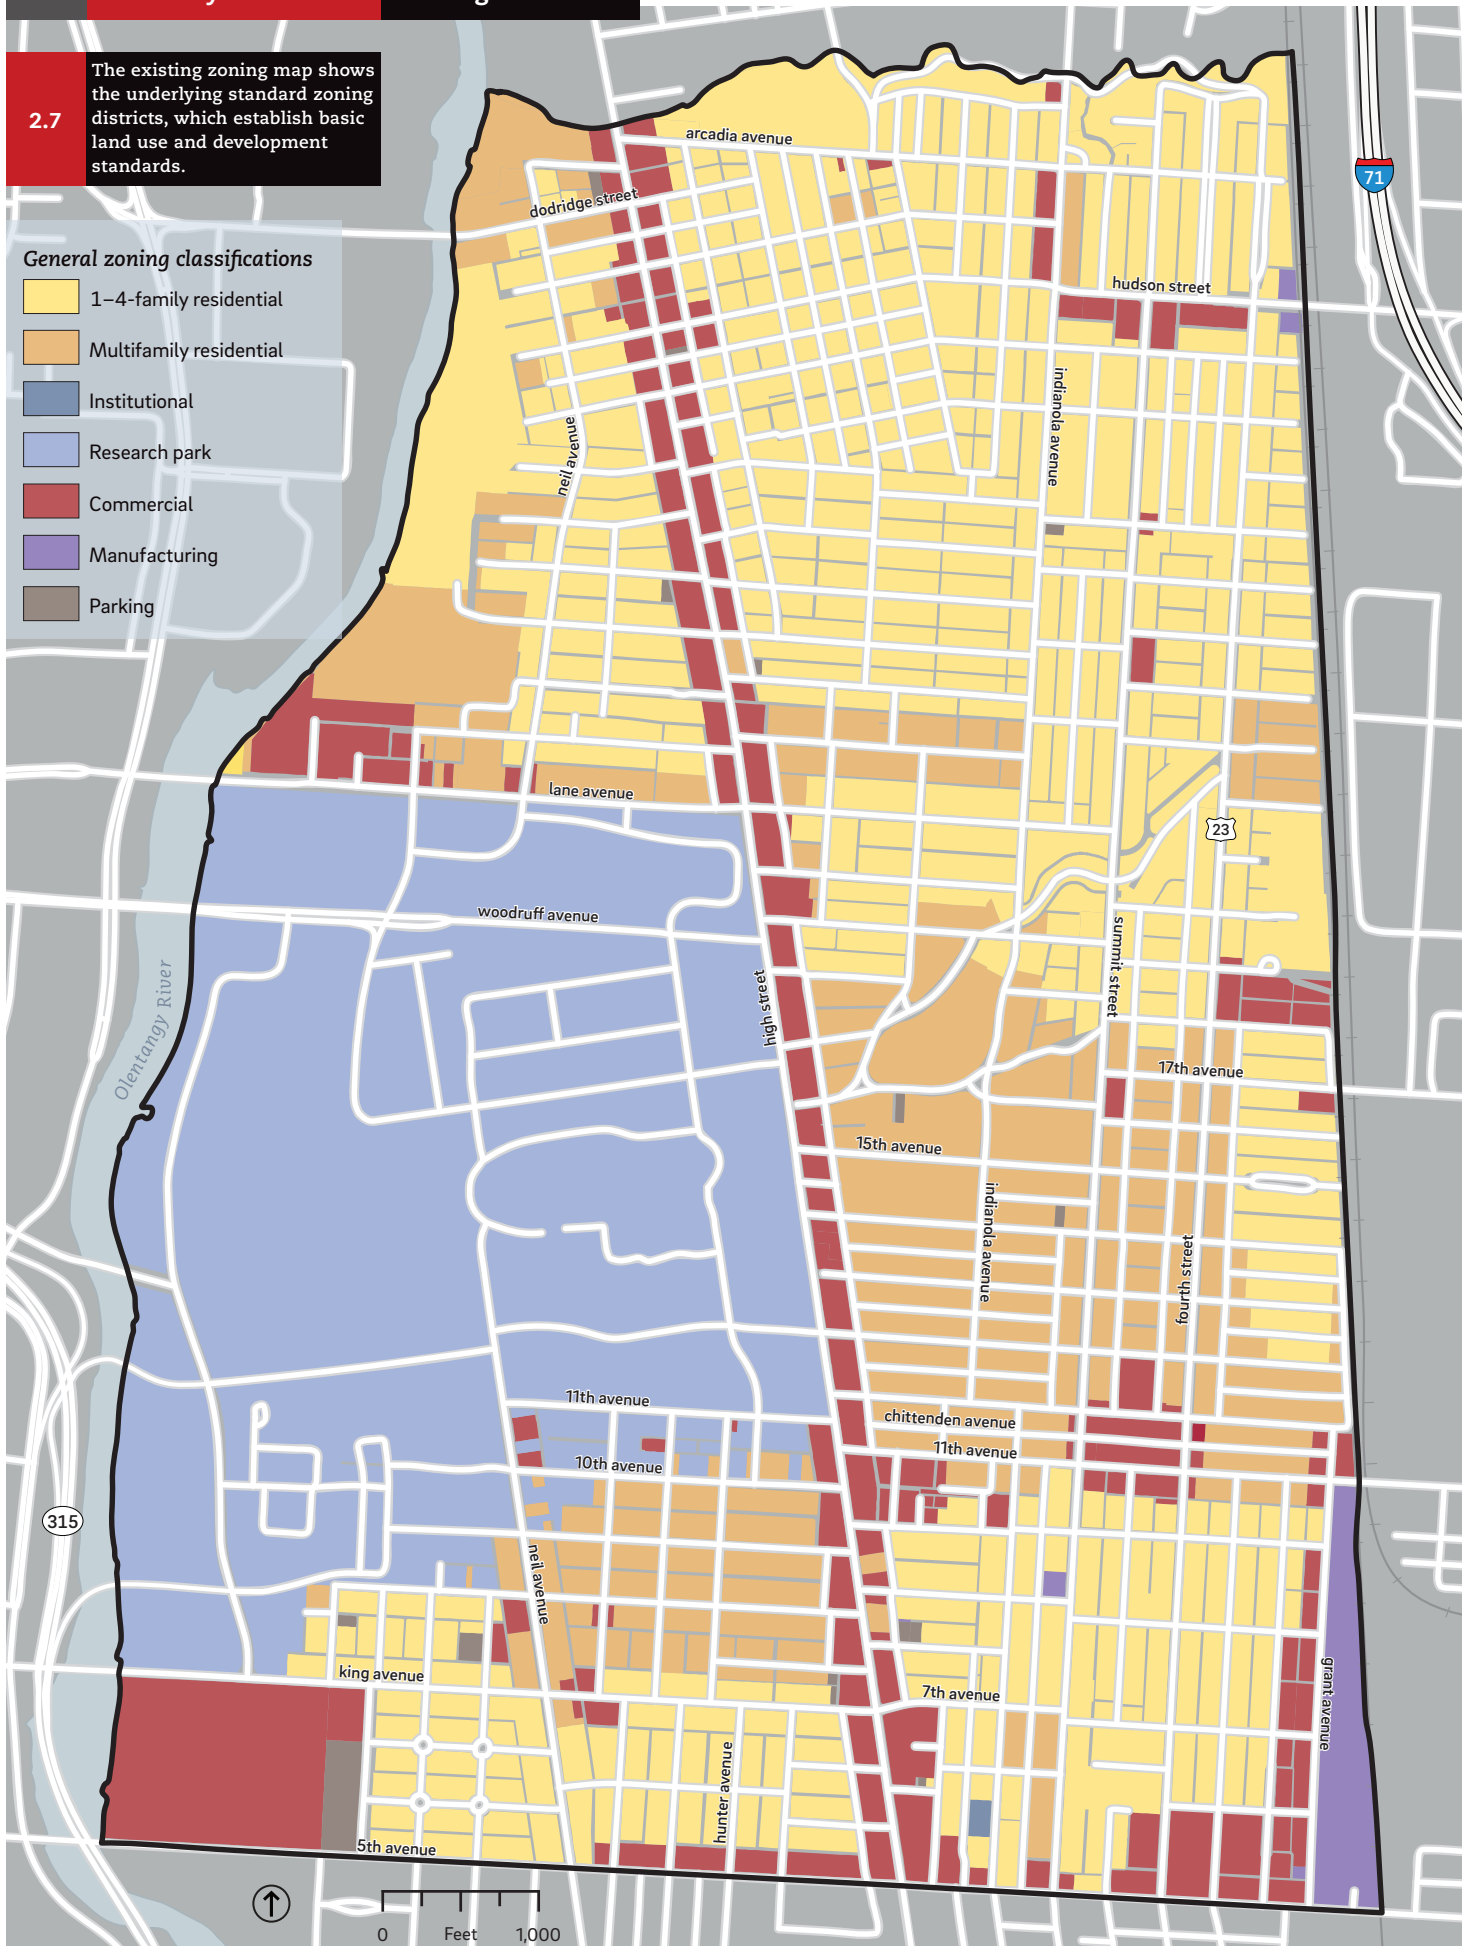 2.7
The existing zoning map shows
the underlying standard zoning
districts, which establish basic
land use and development
standards.
General zoning classifications
1–4-family residential
Multifamily residential
Institutional
Research park
Commercial
Manufacturing
Parking
71
arcadia avenue
dodridge street
hudson street
indianola avenue
neil avenue
lane avenue
23
woodruff avenue
summit street
high street
Olentangy River
17th avenue
15th avenue
indianola avenue
fourth street
11th avenue
chittenden avenue
11th avenue
10th avenue
315
neil avenue
king avenue
7th avenue
grant avenue
hunter avenue
5th avenue
0 Feet 1,000